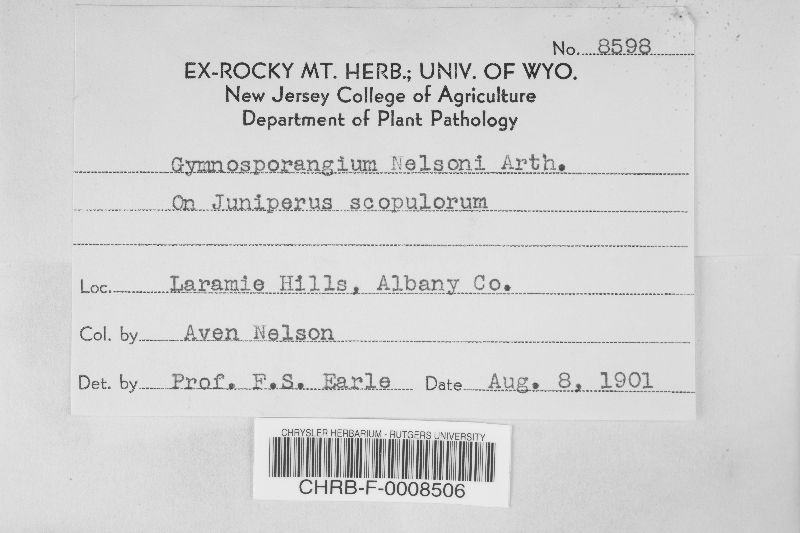 No. 8598
EX-ROCKY MT. HERB.; UNIV. OF WYO.
New Jersey College of Agriculture
Department of Plant Pathology
Gymnosporangium Nelsoni Arth.
On Juniperus scopulorum
Loc. Laramie Hills, Albany Co.
Col. by Aven Nelson
Det. by Prof. F.S. Earle Date Aug. 8, 1901
CHRYSLER HERBARIUM - RUTGERS UNIVERSITY
CHRB-F-0008506